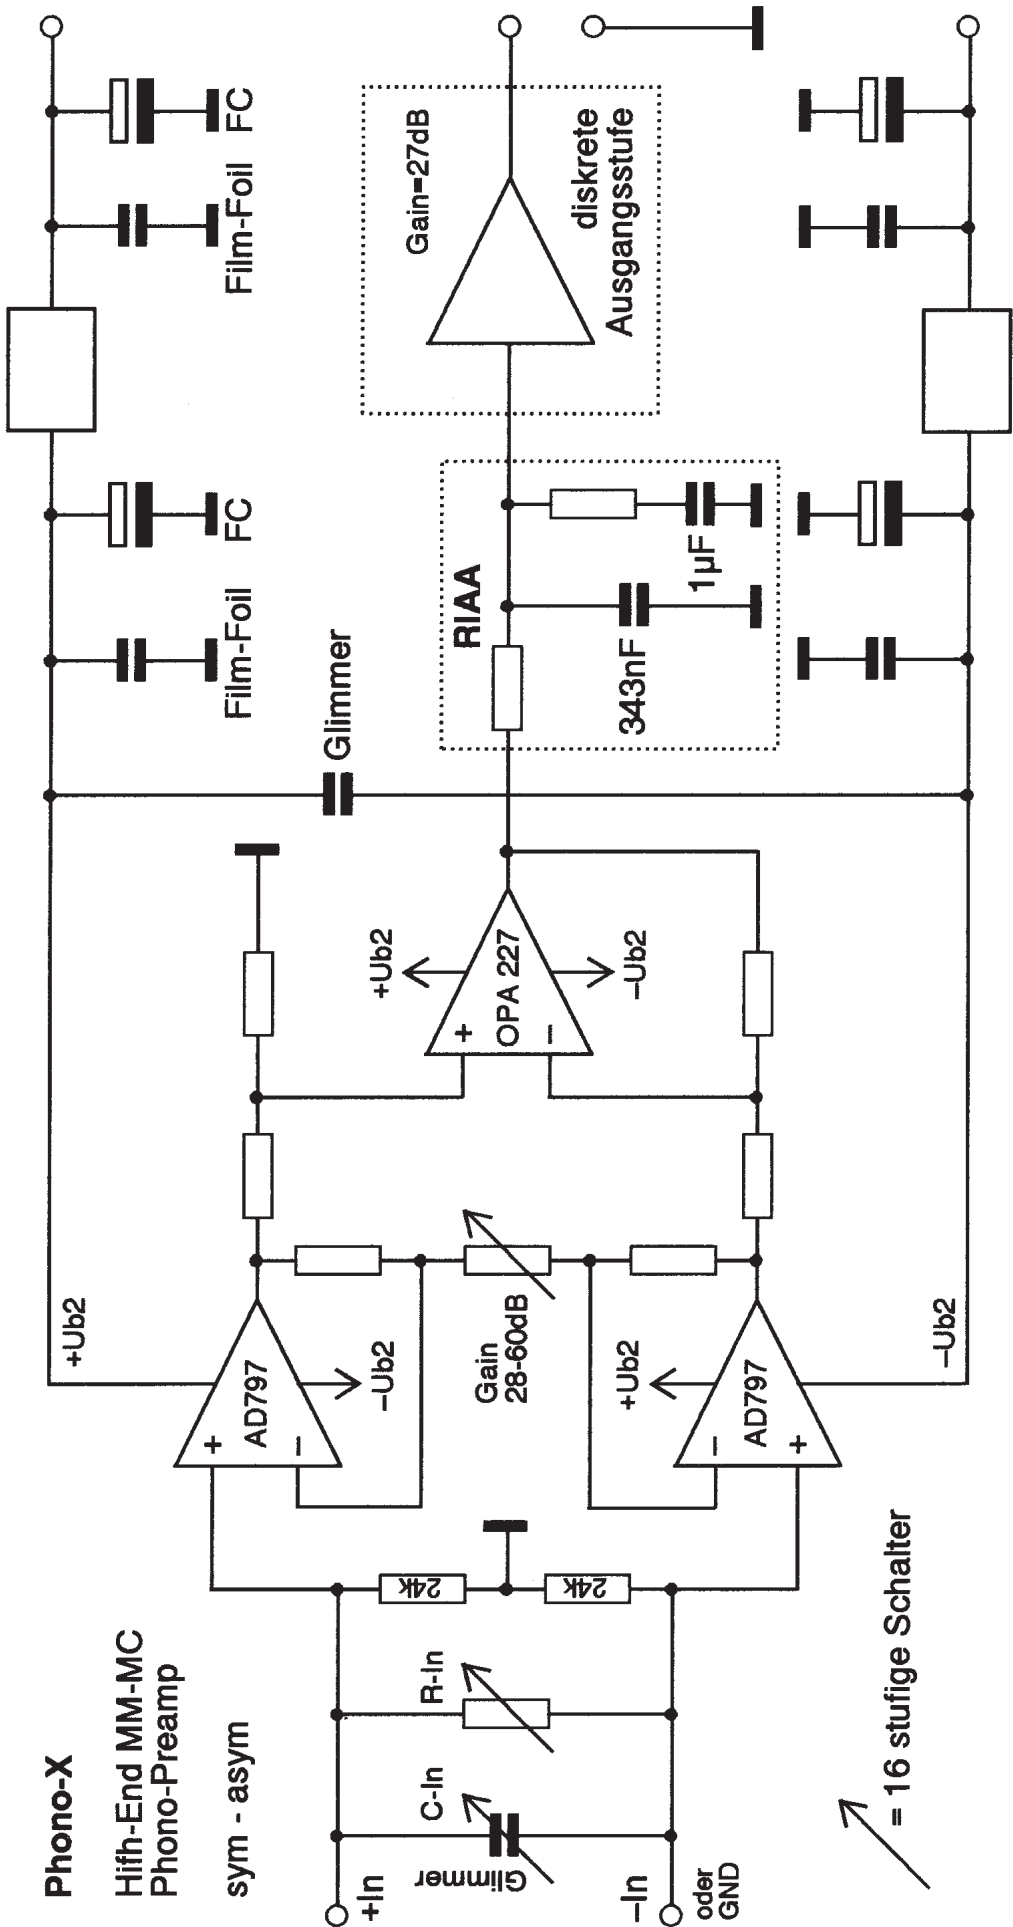 Phono-X
Hifh-End MM-MC
Phono-Preamp
sym - asym
+In
–In
oder
GND
Glimmer
C-In
R-In
24k
24k
= 16 stufige Schalter
+Ub2
+
AD797
–
–Ub2
Gain
28-60dB
+Ub2
–
AD797
+
–Ub2
+Ub2
+
OPA 227
–
–Ub2
Glimmer
Film-Foil
FC
RIAA
343nF
1µF
Gain=27dB
diskrete
Ausgangsstufe
Film-Foil
FC